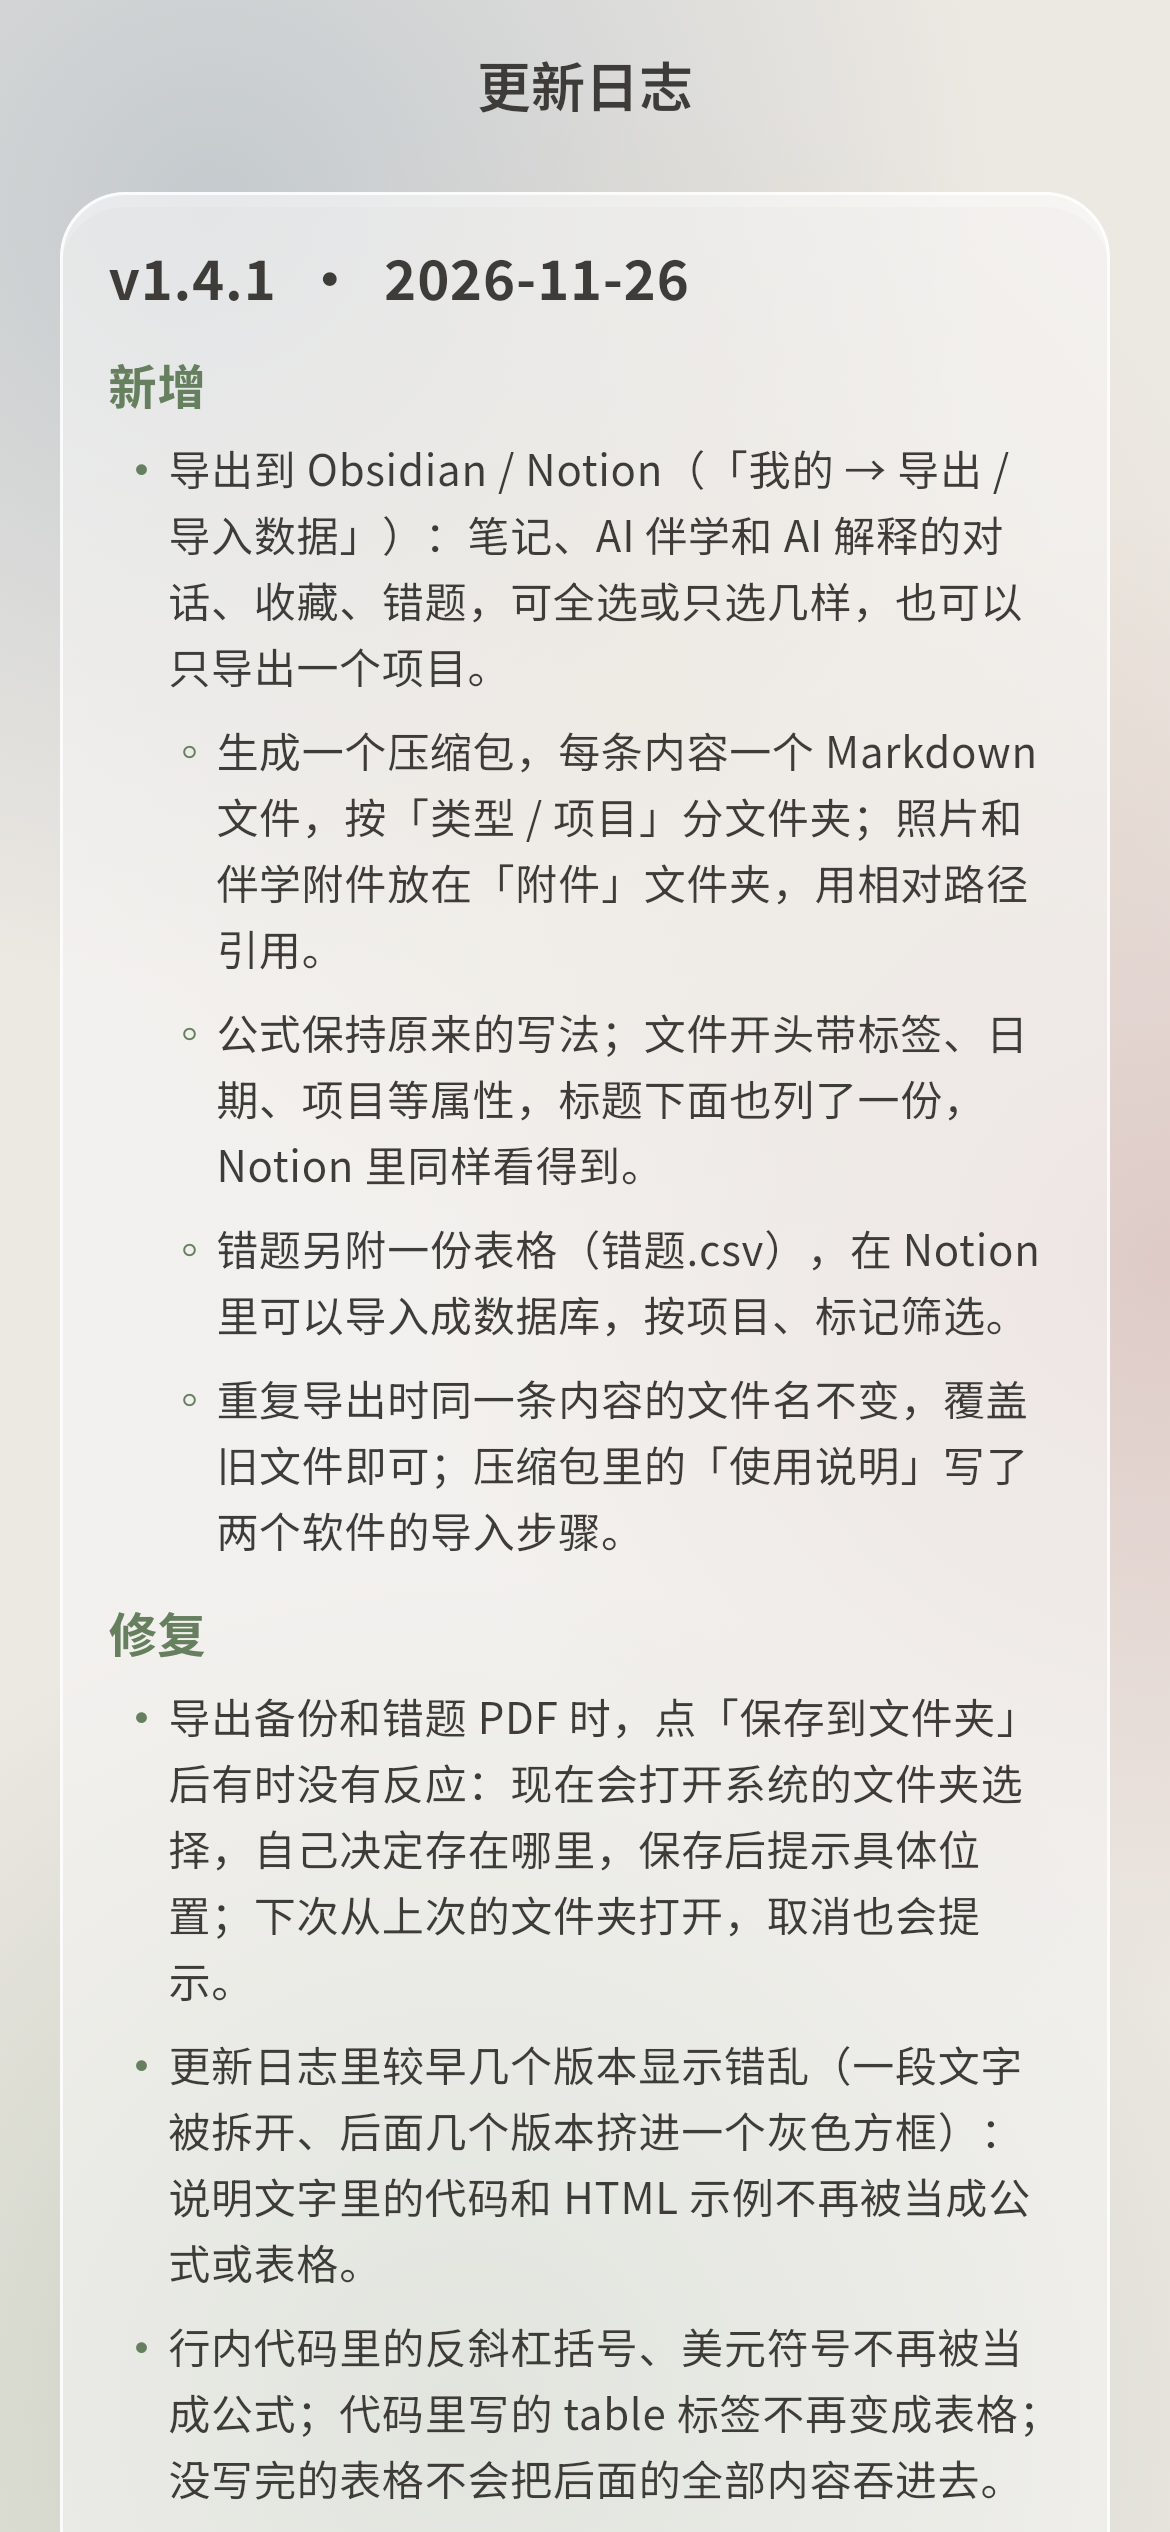 更新日志
v1.4.1 • 2026-11-26
新增
• 导出到 Obsidian / Notion（「我的 → 导出 /
导入数据」）：笔记、AI 伴学和 AI 解释的对
话、收藏、错题，可全选或只选几样，也可以
只导出一个项目。
◦ 生成一个压缩包，每条内容一个 Markdown
文件，按「类型 / 项目」分文件夹；照片和
伴学附件放在「附件」文件夹，用相对路径
引用。
◦ 公式保持原来的写法；文件开头带标签、日
期、项目等属性，标题下面也列了一份，
Notion 里同样看得到。
◦ 错题另附一份表格（错题.csv），在 Notion
里可以导入成数据库，按项目、标记筛选。
◦ 重复导出时同一条内容的文件名不变，覆盖
旧文件即可；压缩包里的「使用说明」写了
两个软件的导入步骤。
修复
• 导出备份和错题 PDF 时，点「保存到文件夹」
后有时没有反应：现在会打开系统的文件夹选
择，自己决定存在哪里，保存后提示具体位
置；下次从上次的文件夹打开，取消也会提
示。
• 更新日志里较早几个版本显示错乱（一段文字
被拆开、后面几个版本挤进一个灰色方框）：
说明文字里的代码和 HTML 示例不再被当成公
式或表格。
• 行内代码里的反斜杠括号、美元符号不再被当
成公式；代码里写的 table 标签不再变成表格；
没写完的表格不会把后面的全部内容吞进去。